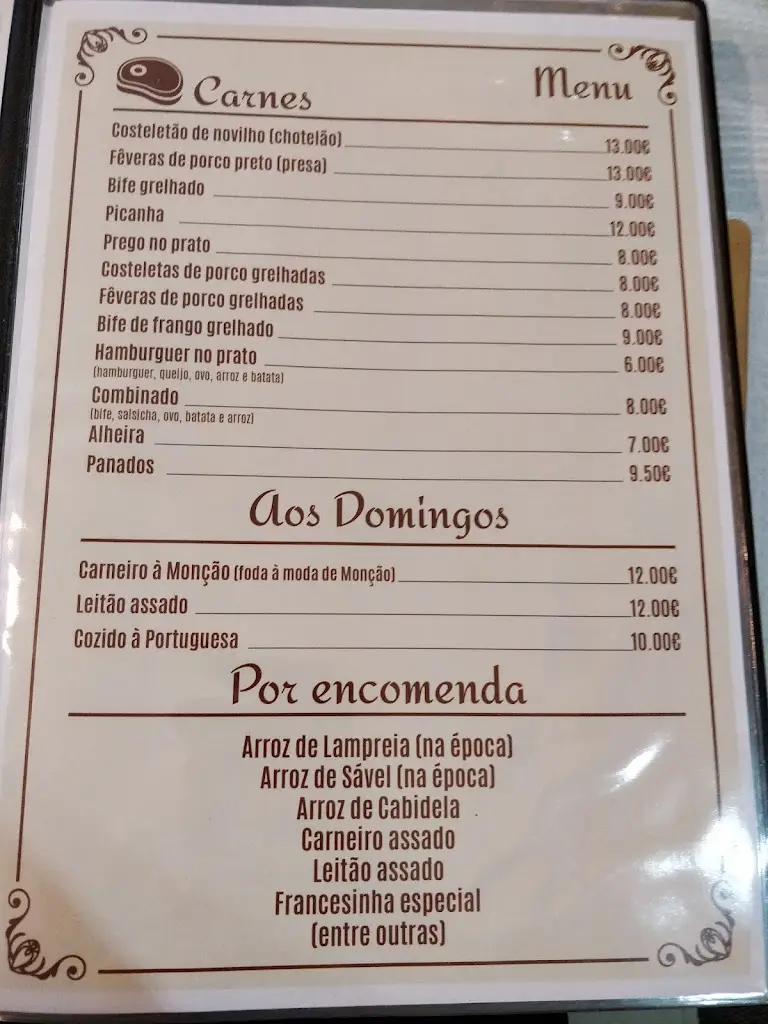 Carnes
Menu
Costeletão de novilho (chotelão) 13.00€
Fêveras de porco preto (presa) 13.00€
Bife grelhado 9.00€
Picanha 12.00€
Prego no prato 8.00€
Costeletas de porco grelhadas 8.00€
Fêveras de porco grelhadas 8.00€
Bife de frango grelhado 9.00€
Hamburguer no prato 6.00€
(hamburguer, queijo, ovo, arroz e batata)
Combinado 8.00€
(bife, salsicha, ovo, batata e arroz)
Alheira 7.00€
Panados 9.50€
Aos Domingos
Carneiro à Monção (foda à moda de Monção) 12.00€
Leitão assado 12.00€
Cozido à Portuguesa 10.00€
Por encomenda
Arroz de Lampreia (na época)
Arroz de Sável (na época)
Arroz de Cabidela
Carneiro assado
Leitão assado
Francesinha especial
(entre outras)